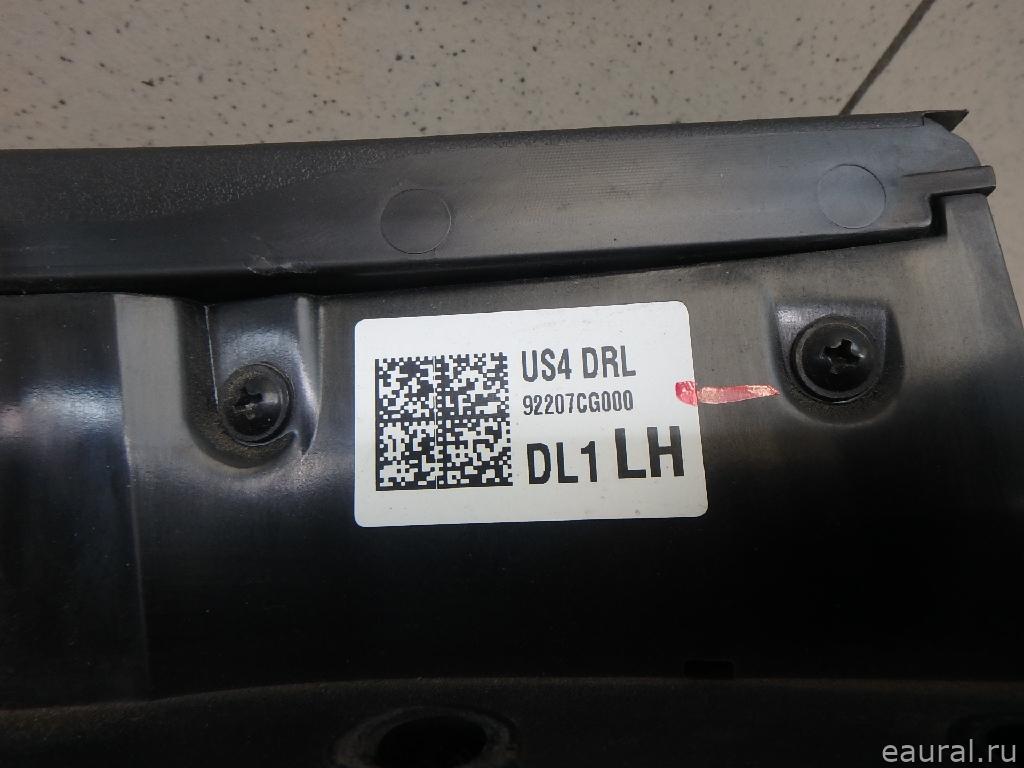 US4 DRL
92207CG000
DL1 LH
eaural.ru